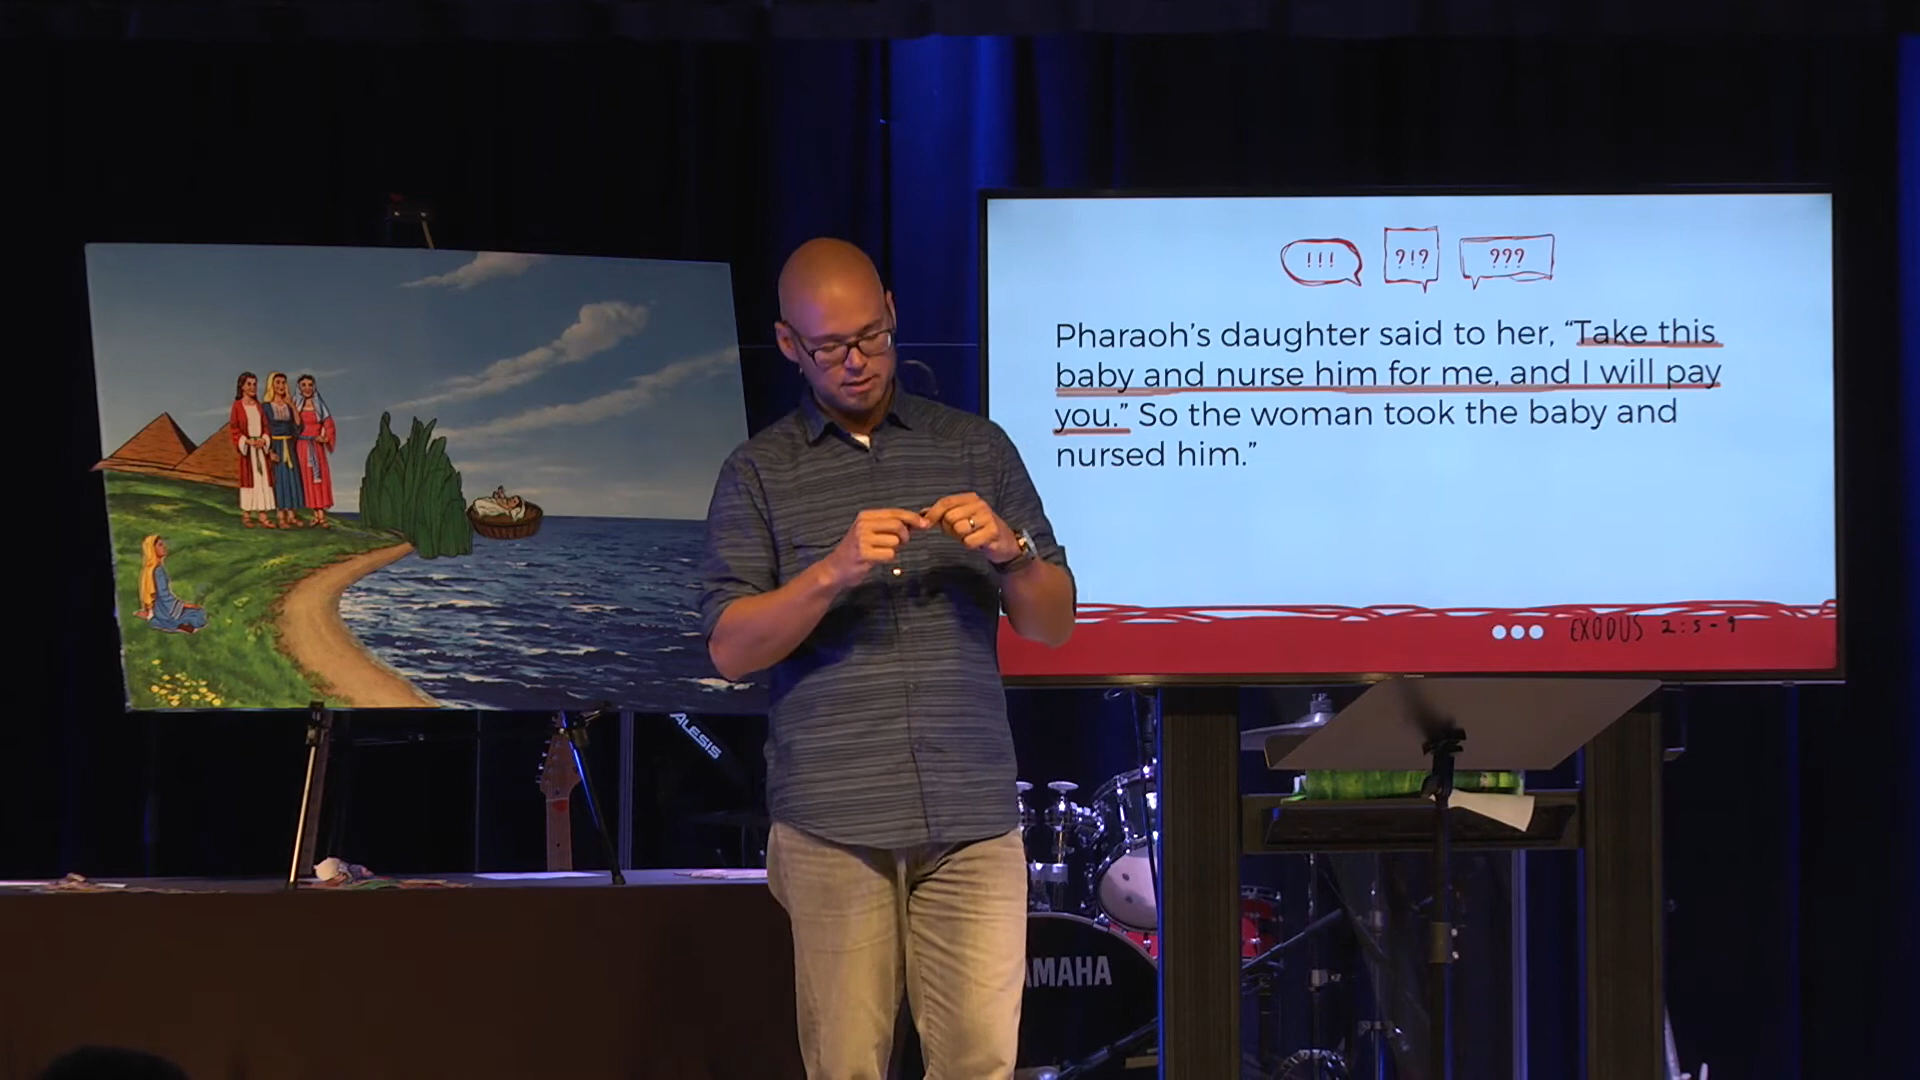 !!! ?!? ???
Pharaoh’s daughter said to her, “Take this
baby and nurse him for me, and I will pay
you.” So the woman took the baby and
nursed him.”
EXODUS 2:5-9
ALESIS
AMAHA